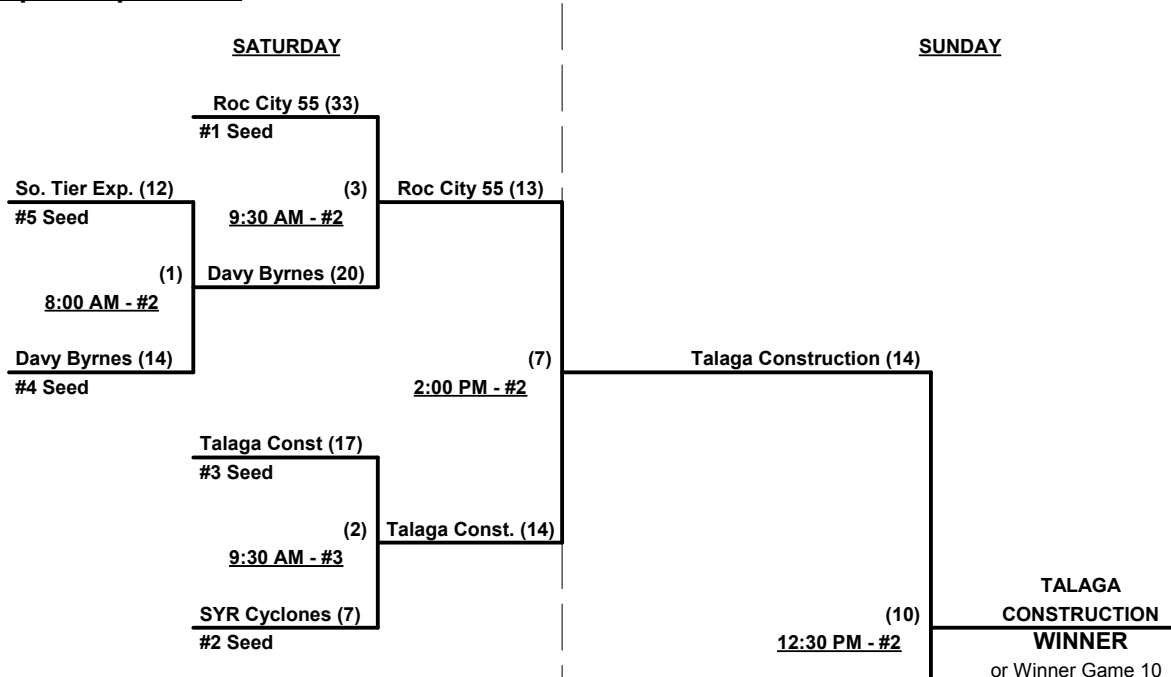 SATURDAY
SUNDAY
Roc City 55 (33)
#1 Seed
So. Tier Exp. (12)
(3)
Roc City 55 (13)
#5 Seed
9:30 AM - #2
(1)
Davy Byrnes (20)
8:00 AM - #2
Davy Byrnes (14)
(7)
Talaga Construction (14)
#4 Seed
2:00 PM - #2
Talaga Const (17)
#3 Seed
(2)
Talaga Const. (14)
9:30 AM - #3
TALAGA
SYR Cyclones (7)
(10)
CONSTRUCTION
#2 Seed
12:30 PM - #2
WINNER
or Winner Game 10